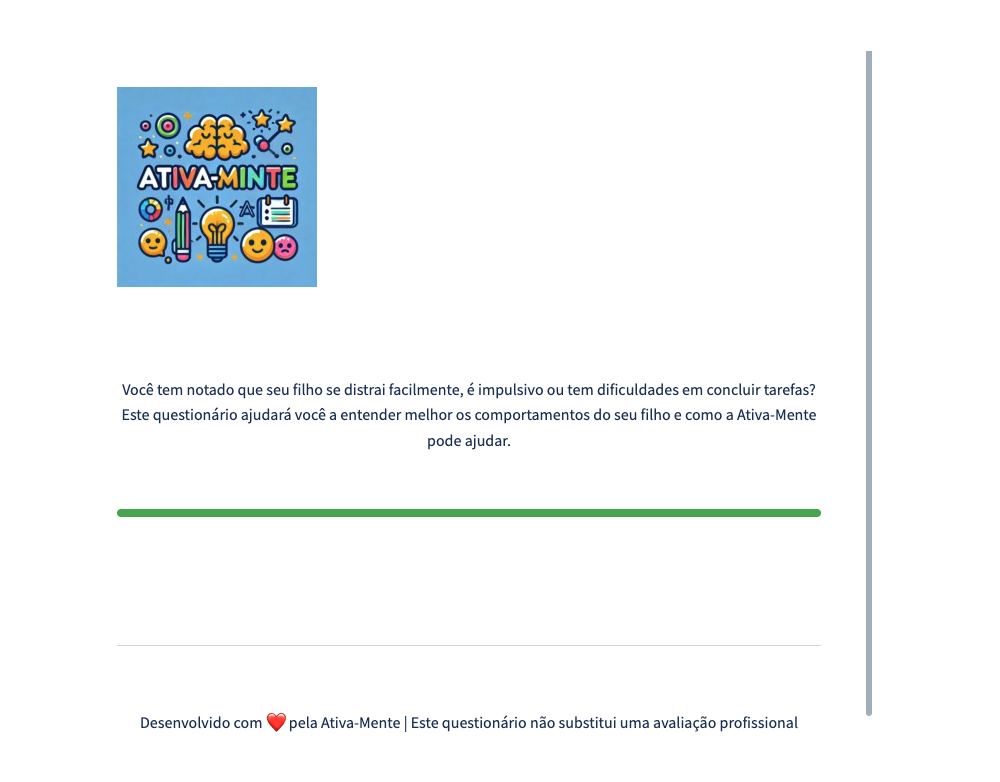 ATIVA-MINTE
Você tem notado que seu filho se distrai facilmente, é impulsivo ou tem dificuldades em concluir tarefas?
Este questionário ajudará você a entender melhor os comportamentos do seu filho e como a Ativa-Mente
pode ajudar.
Desenvolvido com ❤️ pela Ativa-Mente | Este questionário não substitui uma avaliação profissional